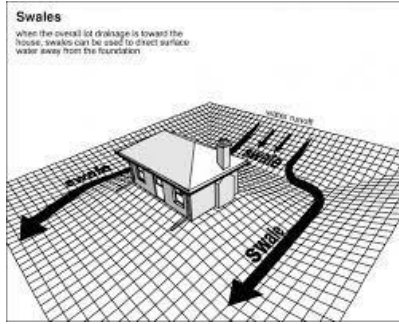 Swales
when the overall lot drainage is toward the
house, swales can be used to direct surface
water away from the foundation
water runoff
swale
swale
Swale